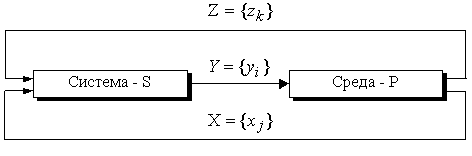 Z = {z_k}
Y = {y_i}
Система - S
Среда - P
X = {x_j}